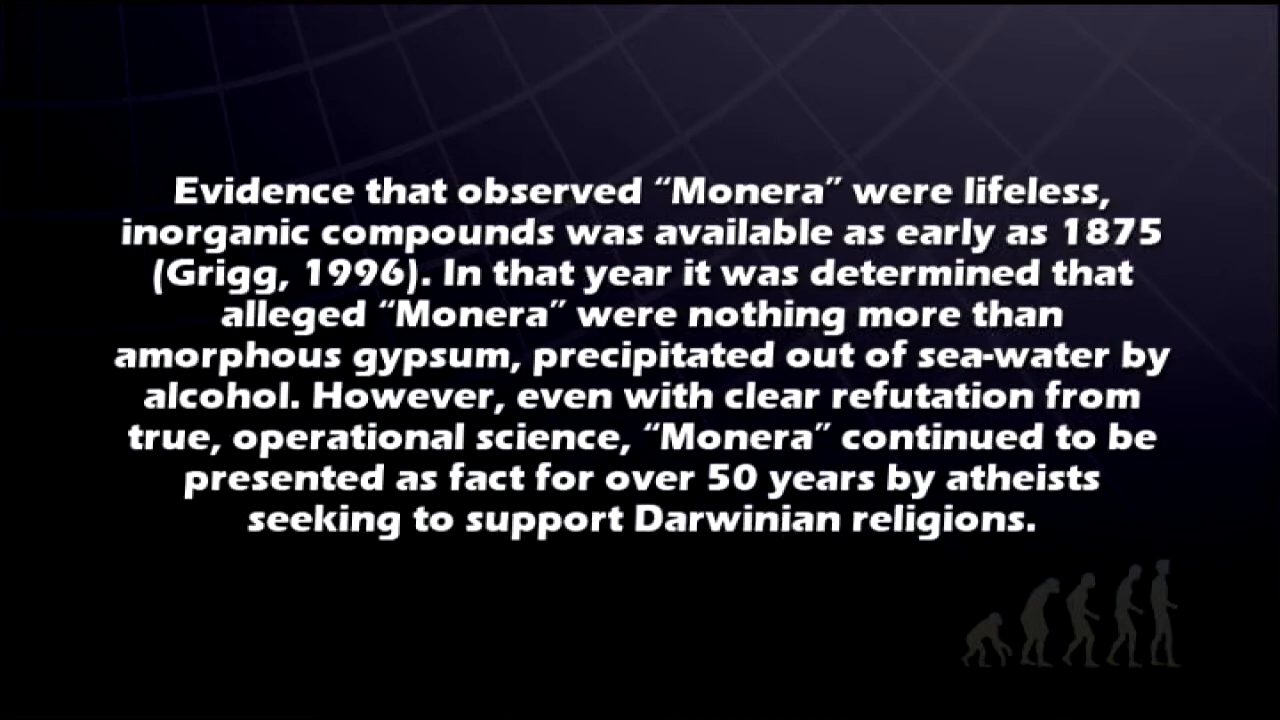 Evidence that observed “Monera” were lifeless,
inorganic compounds was available as early as 1875
(Grigg, 1996). In that year it was determined that
alleged “Monera” were nothing more than
amorphous gypsum, precipitated out of sea-water by
alcohol. However, even with clear refutation from
true, operational science, “Monera” continued to be
presented as fact for over 50 years by atheists
seeking to support Darwinian religions.